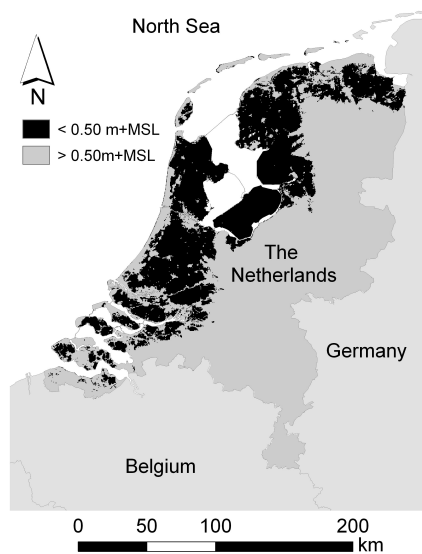 North Sea
N
< 0.50 m+MSL
> 0.50m+MSL
The
Netherlands
Germany
Belgium
0 50 100 200
km